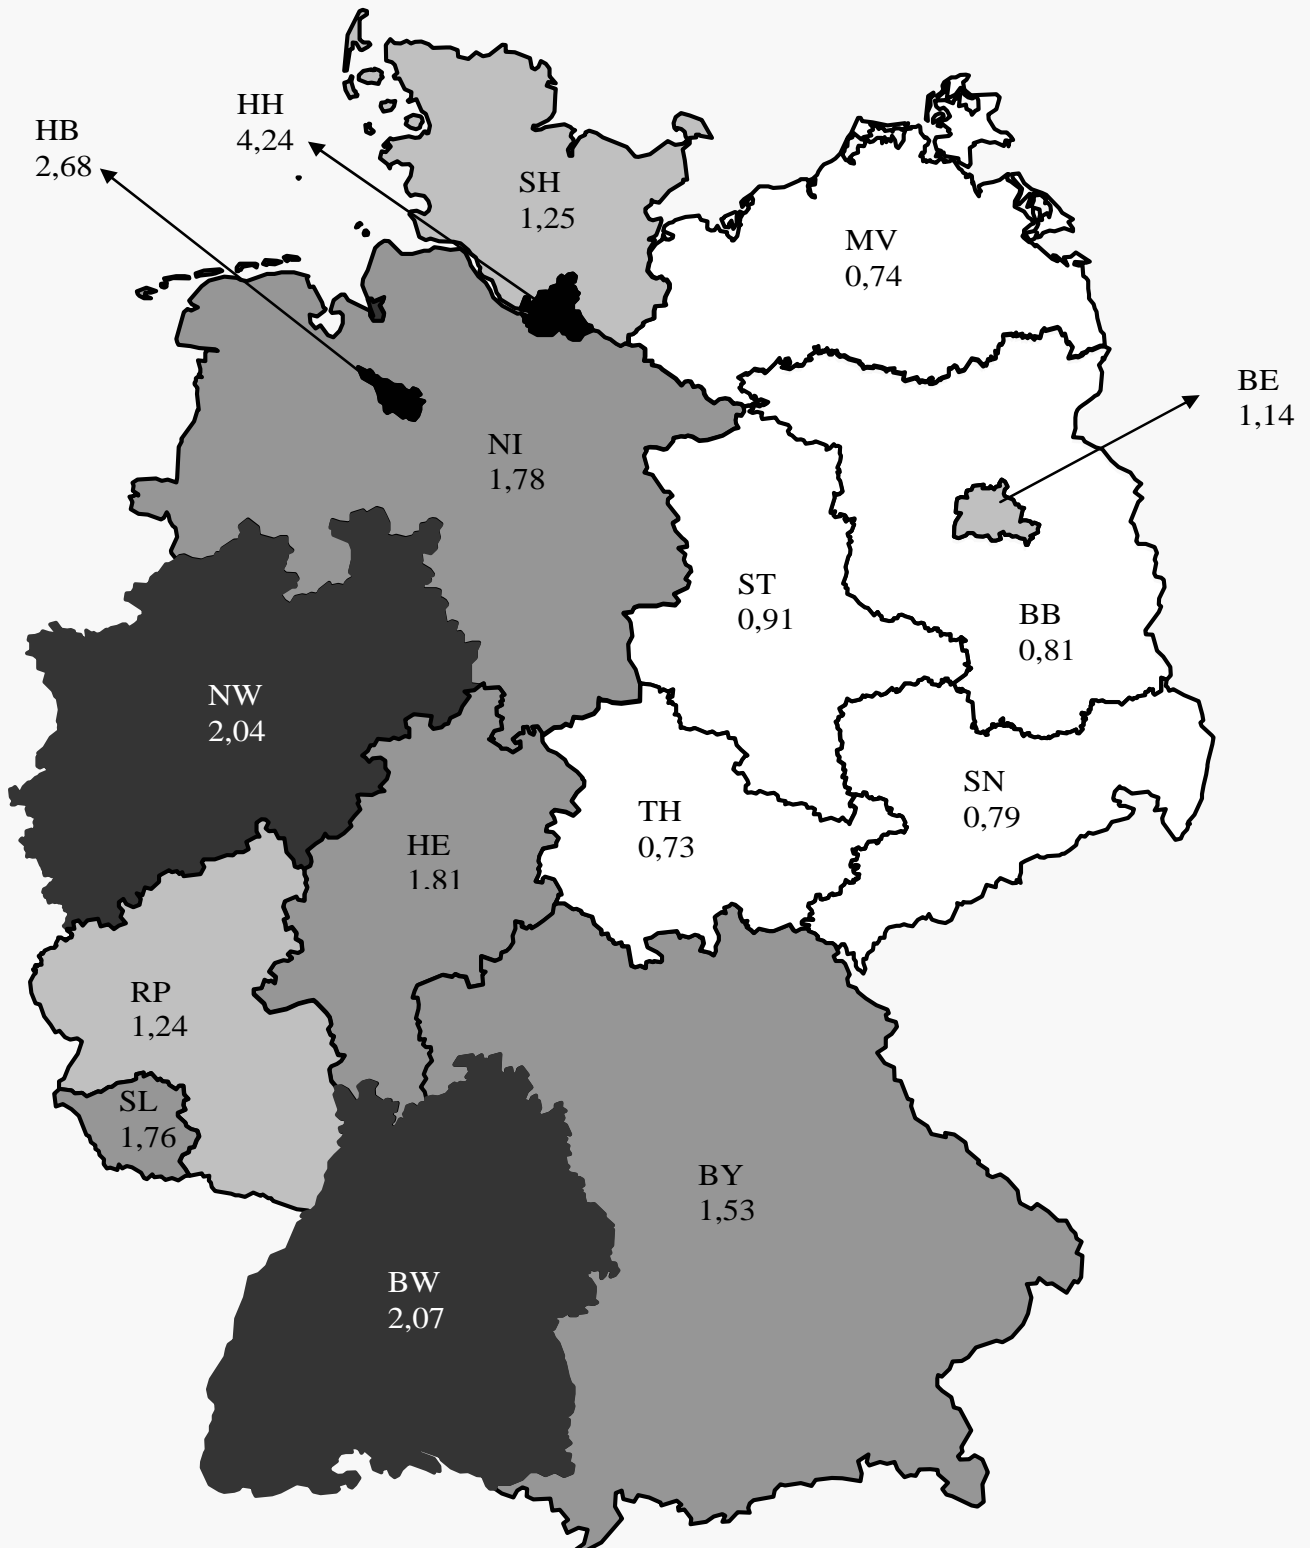 HH
4,24
HB
2,68
SH
1,25
MV
0,74
BE
1,14
NI
1,78
ST
0,91
BB
0,81
NW
2,04
SN
0,79
TH
0,73
HE
1,81
RP
1,24
SL
1,76
BY
1,53
BW
2,07